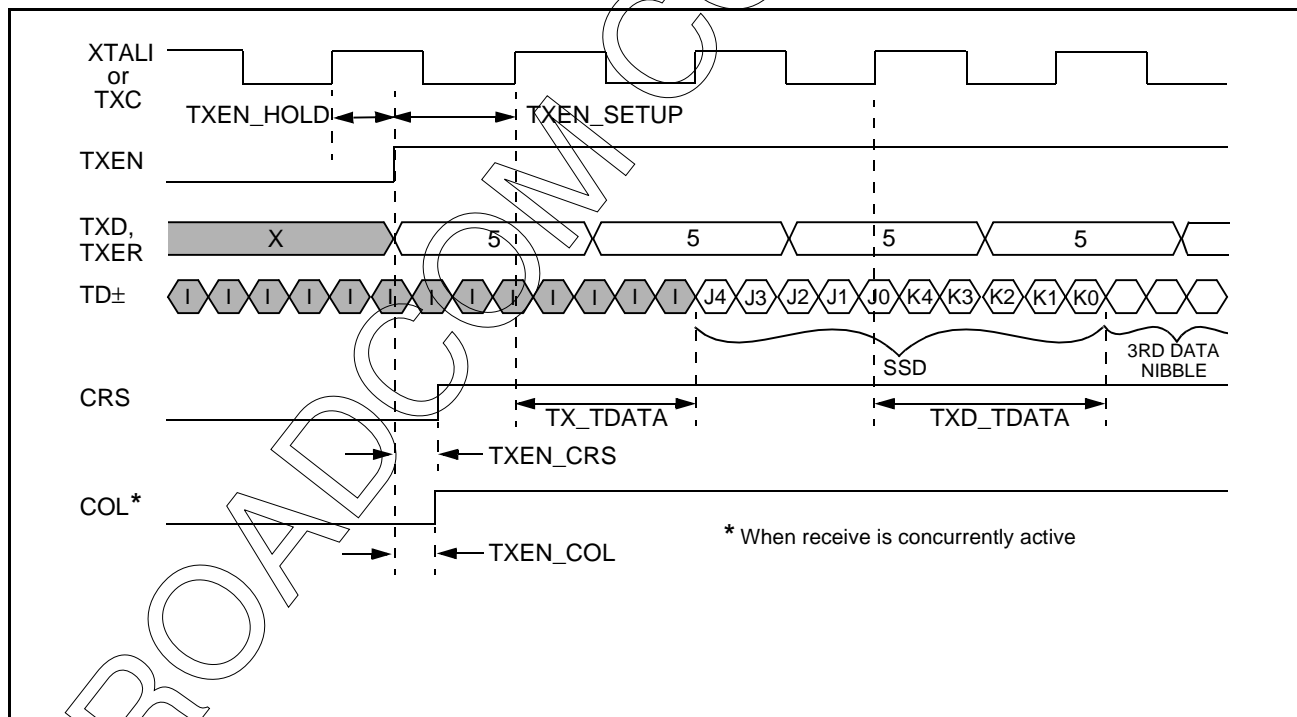 XTALI
or
TXC
TXEN_HOLD TXEN_SETUP
TXEN
TXD,
TXER
X 5 5 5 5
TD± I I I I I I I I I I I I I J4 J3 J2 J1 J0 K4 K3 K2 K1 K0
SSD
3RD DATA
NIBBLE
CRS
TX_TDATA TXD_TDATA
TXEN_CRS
COL*
* When receive is concurrently active
TXEN_COL
ROADCOM CO